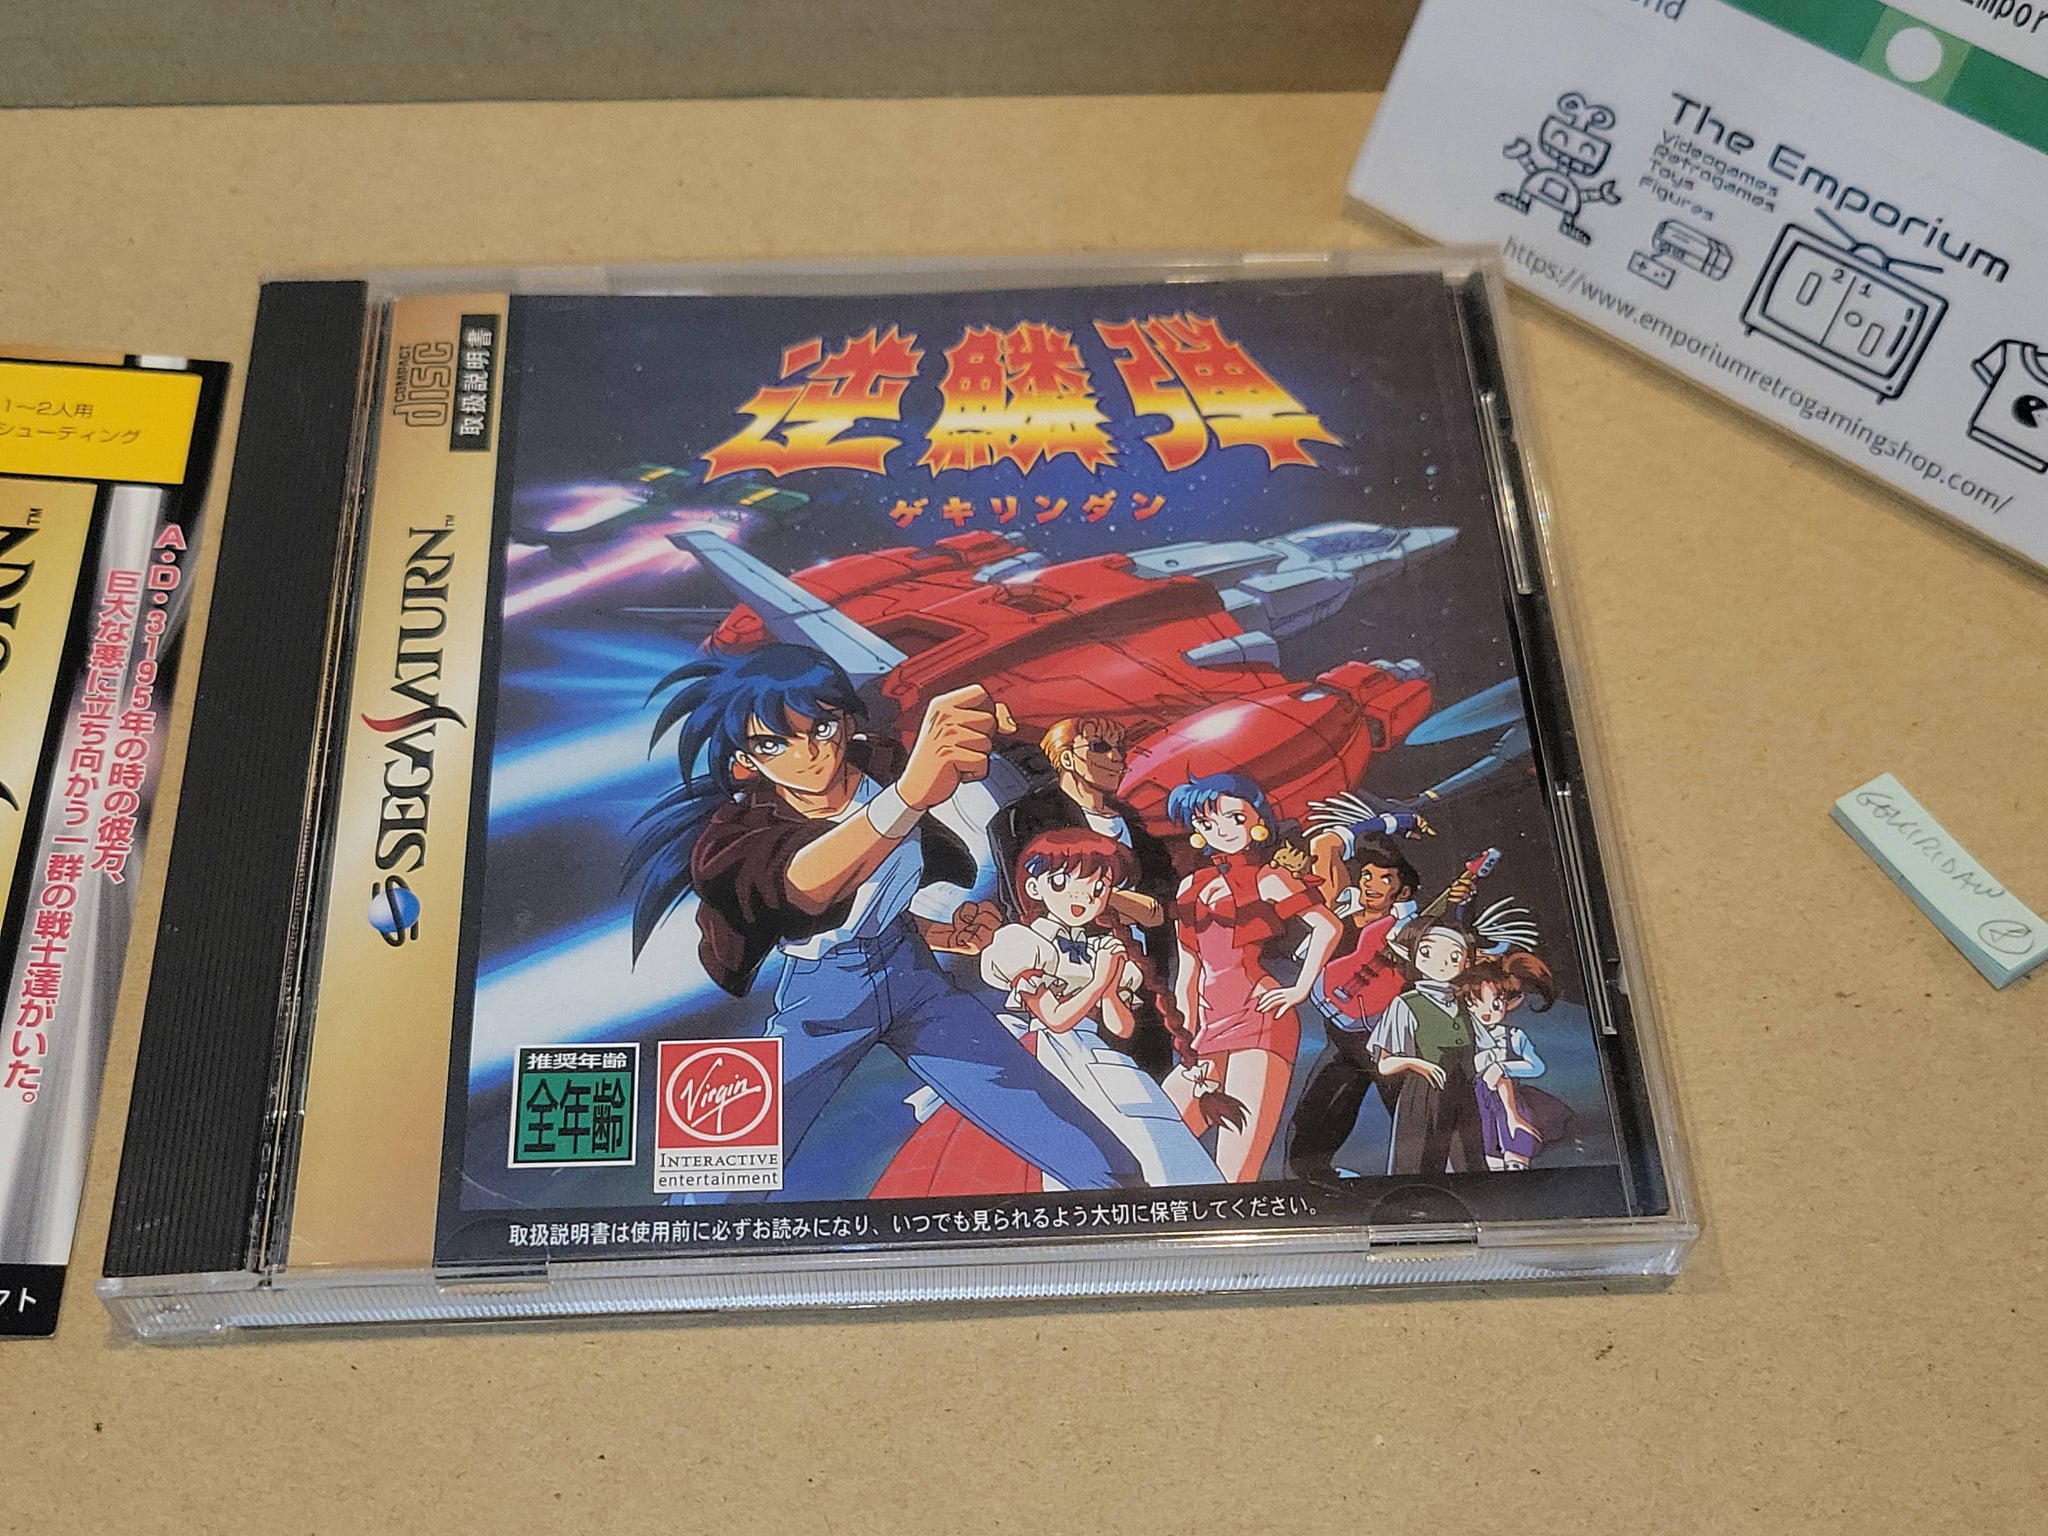 1〜2人用
シューティング
TM
A・D・3195年の時の彼方、
巨大な悪に立ち向かう一群の戦士達がいた。
フト
COMPACT
disc
取扱説明書
SEGA SATURN™
逆鱗弾
ゲキリンダン
推奨年齢
全年齢
Virgin
INTERACTIVE
entertainment
取扱説明書は使用前に必ずお読みになり、いつでも見られるよう大切に保管してください。
The Emporium
Videogames
Retrogames
Toys
Figures
https://www.emporiumretrogamingshop.com/
2 1